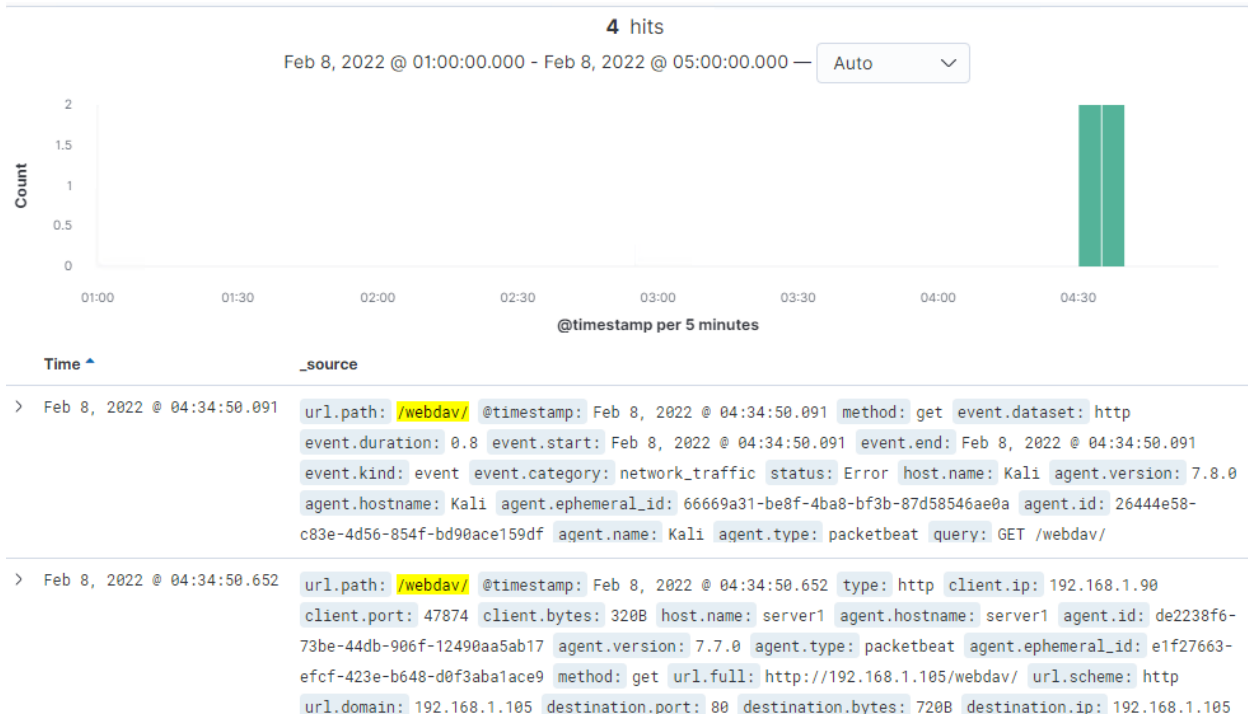 4 hits
Feb 8, 2022 @ 01:00:00.000 - Feb 8, 2022 @ 05:00:00.000 — Auto
2
1.5
1
0.5
0
Count
01:00 01:30 02:00 02:30 03:00 03:30 04:00 04:30
@timestamp per 5 minutes
Time _source
> Feb 8, 2022 @ 04:34:50.091 url.path: /webdav/ @timestamp: Feb 8, 2022 @ 04:34:50.091 method: get event.dataset: http
event.duration: 0.8 event.start: Feb 8, 2022 @ 04:34:50.091 event.end: Feb 8, 2022 @ 04:34:50.091
event.kind: event event.category: network_traffic status: Error host.name: Kali agent.version: 7.8.0
agent.hostname: Kali agent.ephemeral_id: 66669a31-be8f-4ba8-bf3b-87d58546ae0a agent.id: 26444e58-
c83e-4d56-854f-bd90ace159df agent.name: Kali agent.type: packetbeat query: GET /webdav/
> Feb 8, 2022 @ 04:34:50.652 url.path: /webdav/ @timestamp: Feb 8, 2022 @ 04:34:50.652 type: http client.ip: 192.168.1.90
client.port: 47874 client.bytes: 320B host.name: server1 agent.hostname: server1 agent.id: de2238f6-
73be-44db-906f-12490aa5ab17 agent.version: 7.7.0 agent.type: packetbeat agent.ephemeral_id: e1f27663-
efcf-423e-b648-d0f3aba1ace9 method: get url.full: http://192.168.1.105/webdav/ url.scheme: http
url.domain: 192.168.1.105 destination.port: 80 destination.bytes: 720B destination.ip: 192.168.1.105